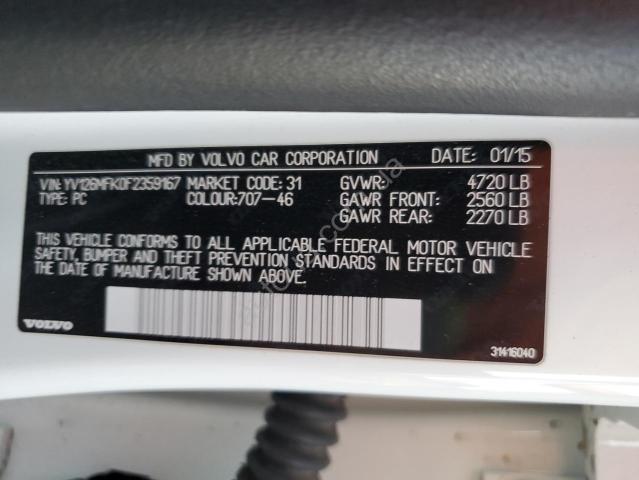 MFD BY VOLVO CAR CORPORATION DATE: 01/15
VIN: YV126MFK0F2359167 MARKET CODE: 31 GVWR: 4720 LB
TYPE: PC COLOUR: 707-46 GAWR FRONT: 2560 LB
GAWR REAR: 2270 LB
THIS VEHICLE CONFORMS TO ALL APPLICABLE FEDERAL MOTOR VEHICLE
SAFETY, BUMPER AND THEFT PREVENTION STANDARDS IN EFFECT ON
THE DATE OF MANUFACTURE SHOWN ABOVE.
VOLVO 31416040